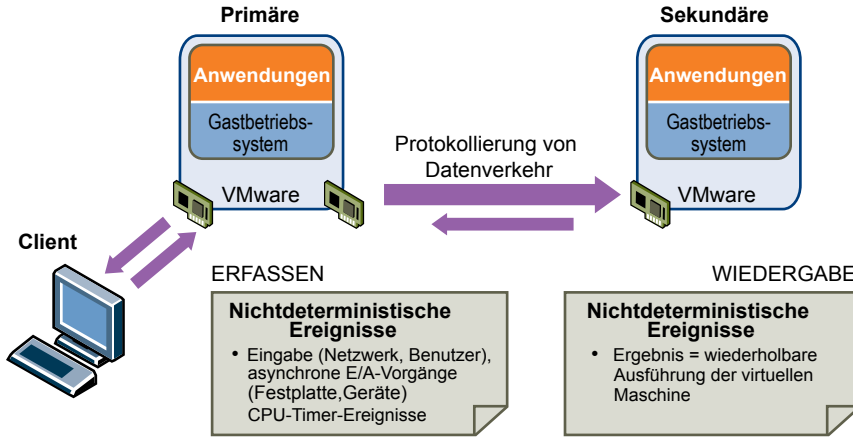 Primäre
Sekundäre
Anwendungen
Gastbetriebs-
system
VMware
Anwendungen
Gastbetriebs-
system
VMware
Protokollierung von
Datenverkehr
Client
ERFASSEN
Nichtdeterministische
Ereignisse
• Eingabe (Netzwerk, Benutzer),
asynchrone E/A-Vorgänge
(Festplatte,Geräte)
CPU-Timer-Ereignisse
WIEDERGABE
Nichtdeterministische
Ereignisse
• Ergebnis = wiederholbare
Ausführung der virtuellen
Maschine